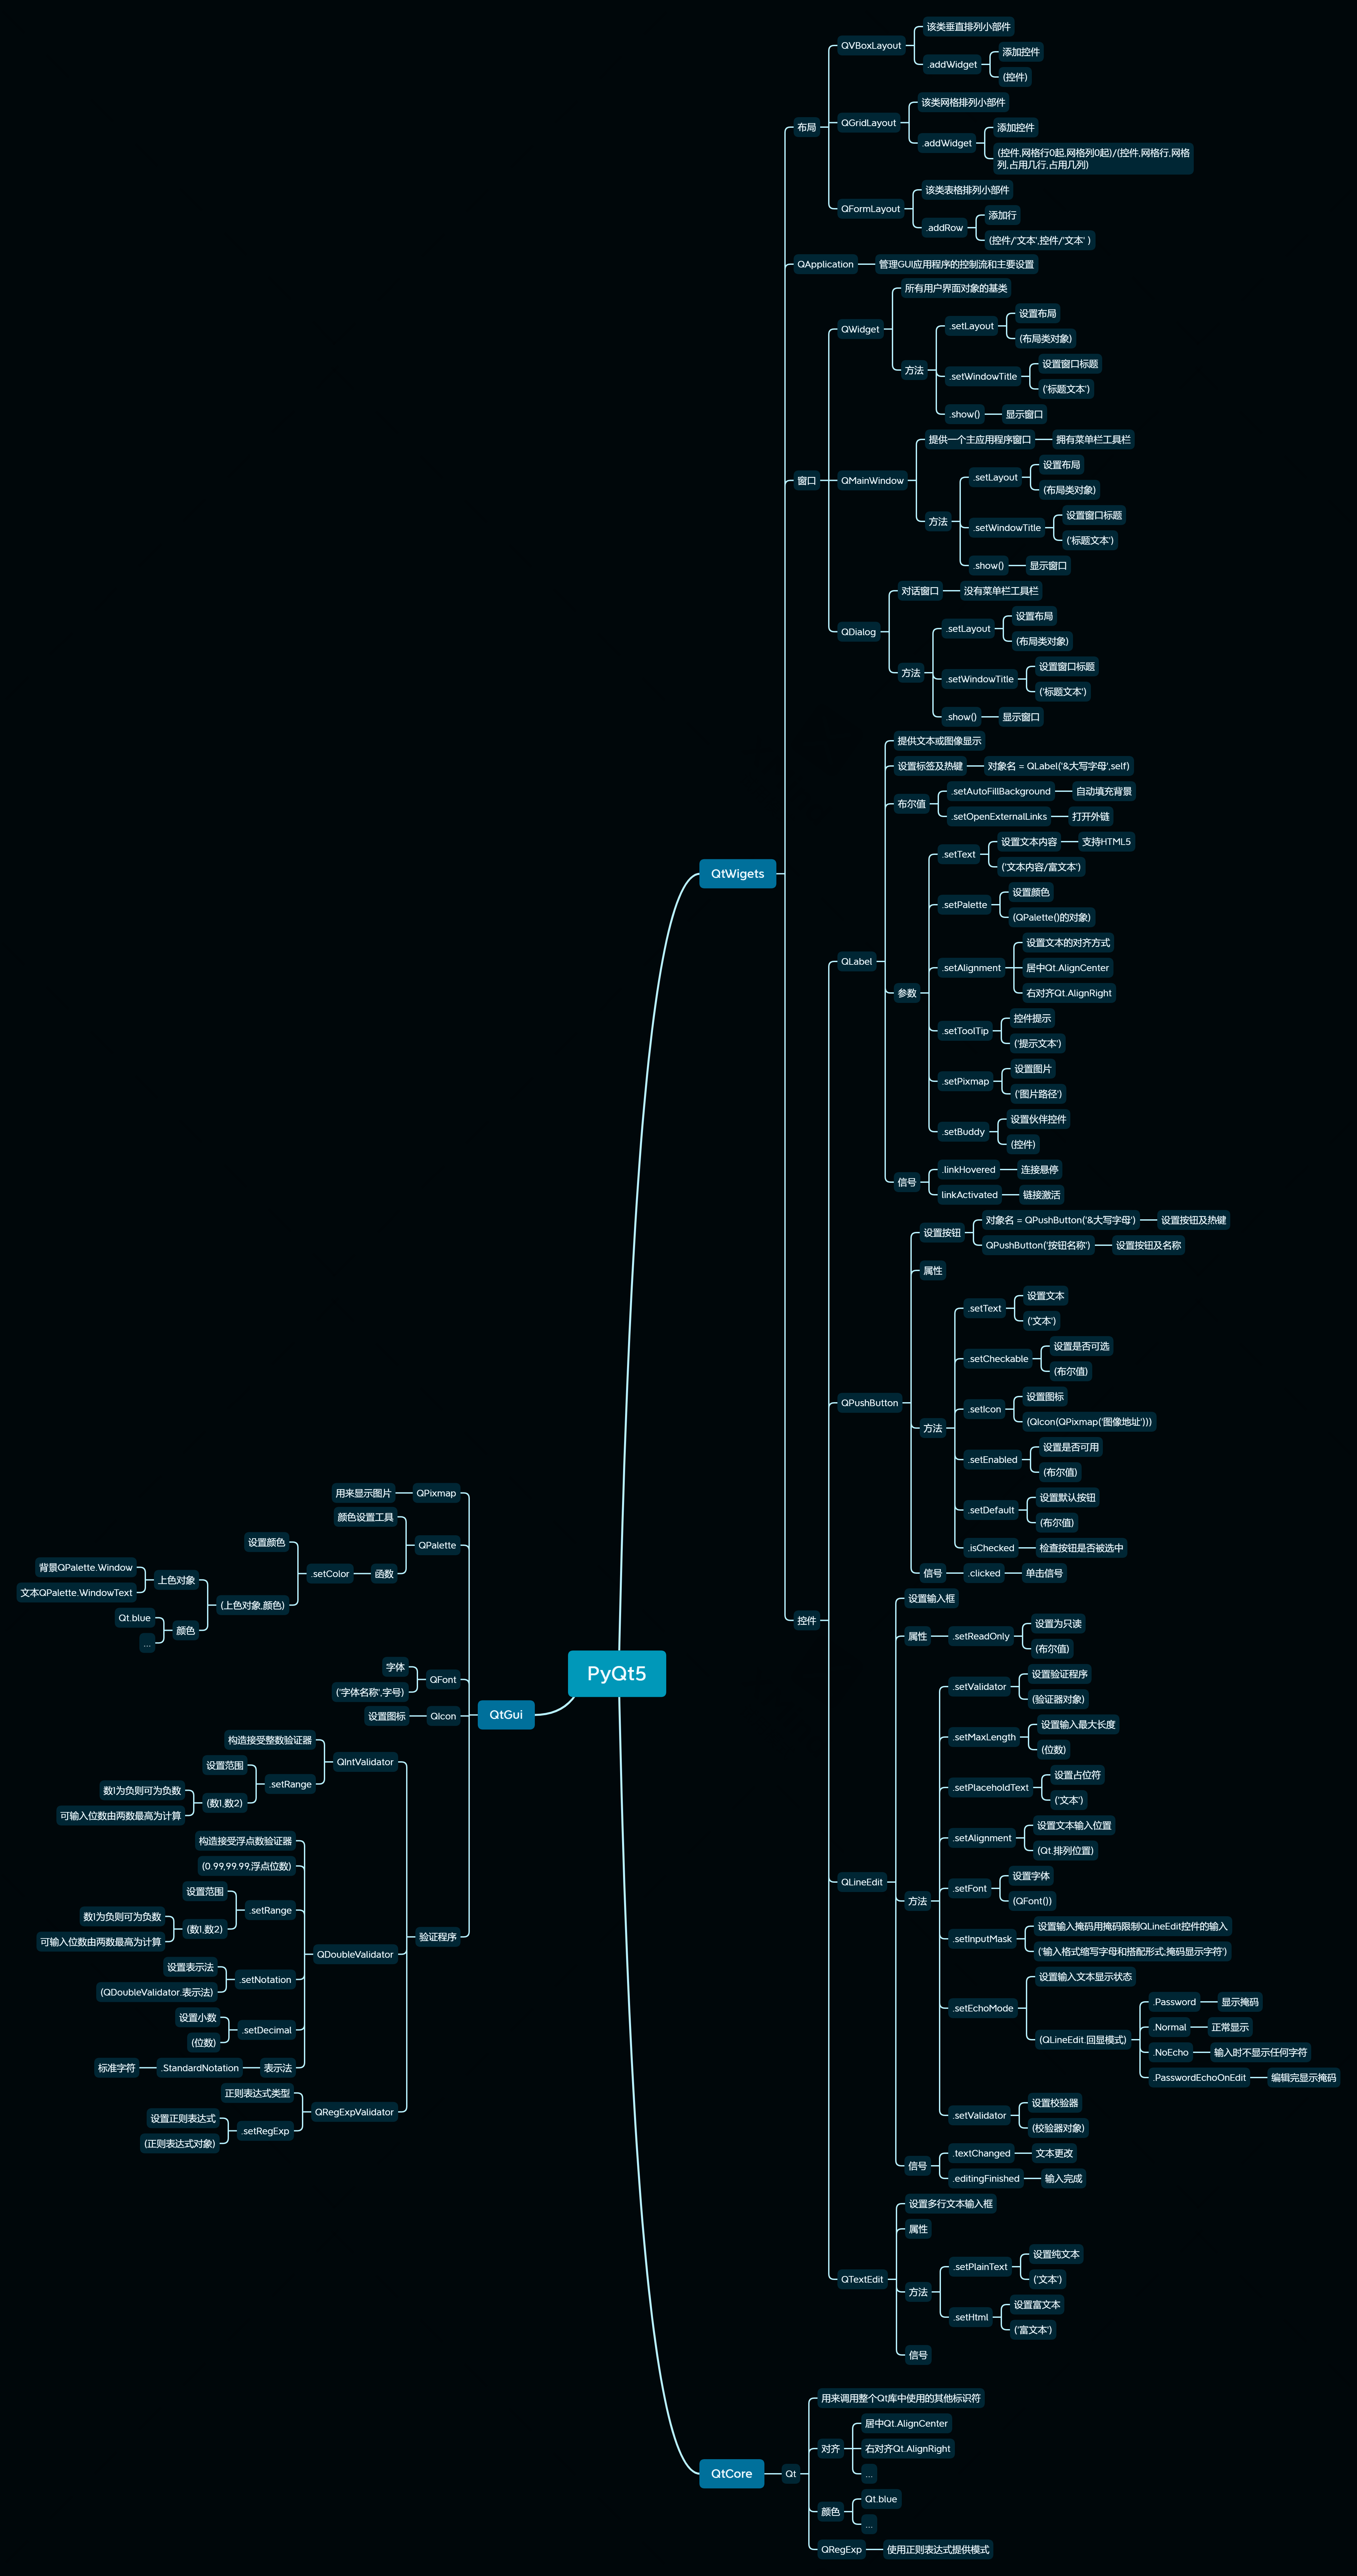 PyQt5
QtWigets
布局
QVBoxLayout
该类垂直排列小部件
.addWidget
添加控件
(控件)
QGridLayout
该类网格排列小部件
.addWidget
添加控件
(控件,网格行0起,网格列0起)/(控件,网格行,网格
列,占用几行,占用几列)
QFormLayout
该类表格排列小部件
.addRow
添加行
(控件/'文本',控件/'文本' )
QApplication
管理GUI应用程序的控制流和主要设置
窗口
QWidget
所有用户界面对象的基类
方法
.setLayout
设置布局
(布局类对象)
.setWindowTitle
设置窗口标题
('标题文本')
.show()
显示窗口
QMainWindow
提供一个主应用程序窗口
拥有菜单栏工具栏
方法
.setLayout
设置布局
(布局类对象)
.setWindowTitle
设置窗口标题
('标题文本')
.show()
显示窗口
QDialog
对话窗口
没有菜单栏工具栏
方法
.setLayout
设置布局
(布局类对象)
.setWindowTitle
设置窗口标题
('标题文本')
.show()
显示窗口
控件
QLabel
提供文本或图像显示
设置标签及热键
对象名 = QLabel('&大写字母',self)
布尔值
.setAutoFillBackground
自动填充背景
.setOpenExternalLinks
打开外链
参数
.setText
设置文本内容
支持HTML5
('文本内容/富文本')
.setPalette
设置颜色
(QPalette()的对象)
.setAlignment
设置文本的对齐方式
居中Qt.AlignCenter
右对齐Qt.AlignRight
.setToolTip
控件提示
('提示文本')
.setPixmap
设置图片
('图片路径')
.setBuddy
设置伙伴控件
(控件)
信号
.linkHovered
连接悬停
linkActivated
链接激活
QPushButton
设置按钮
对象名 = QPushButton('&大写字母')
设置按钮及热键
QPushButton('按钮名称')
设置按钮及名称
属性
方法
.setText
设置文本
('文本')
.setCheckable
设置是否可选
(布尔值)
.setIcon
设置图标
(QIcon(QPixmap('图像地址')))
.setEnabled
设置是否可用
(布尔值)
.setDefault
设置默认按钮
(布尔值)
.isChecked
检查按钮是否被选中
信号
.clicked
单击信号
QLineEdit
设置输入框
属性
.setReadOnly
设置为只读
(布尔值)
方法
.setValidator
设置验证程序
(验证器对象)
.setMaxLength
设置输入最大长度
(位数)
.setPlaceholdText
设置占位符
('文本')
.setAlignment
设置文本输入位置
(Qt.排列位置)
.setFont
设置字体
(QFont())
.setInputMask
设置输入掩码用掩码限制QLineEdit控件的输入
('输入格式缩写字母和搭配形式;掩码显示字符')
.setEchoMode
设置输入文本显示状态
(QLineEdit.回显模式)
.Password
显示掩码
.Normal
正常显示
.NoEcho
输入时不显示任何字符
.PasswordEchoOnEdit
编辑完显示掩码
.setValidator
设置校验器
(校验器对象)
信号
.textChanged
文本更改
.editingFinished
输入完成
QTextEdit
设置多行文本输入框
属性
方法
.setPlainText
设置纯文本
('文本')
.setHtml
设置富文本
('富文本')
信号
QtCore
Qt
用来调用整个Qt库中使用的其他标识符
对齐
居中Qt.AlignCenter
右对齐Qt.AlignRight
...
颜色
Qt.blue
...
QRegExp
使用正则表达式提供模式
QtGui
QPixmap
用来显示图片
QPalette
颜色设置工具
函数
.setColor
设置颜色
(上色对象,颜色)
上色对象
背景QPalette.Window
文本QPalette.WindowText
颜色
Qt.blue
...
QFont
字体
('字体名称',字号)
QIcon
设置图标
验证程序
QIntValidator
构造接受整数验证器
.setRange
设置范围
(数1,数2)
数1为负则可为负数
可输入位数由两数最高为计算
QDoubleValidator
构造接受浮点数验证器
(0.99,99.99,浮点位数)
.setRange
设置范围
(数1,数2)
数1为负则可为负数
可输入位数由两数最高为计算
.setNotation
设置表示法
(QDoubleValidator.表示法)
.setDecimal
设置小数
(位数)
表示法
.StandardNotation
标准字符
QRegExpValidator
正则表达式类型
.setRegExp
设置正则表达式
(正则表达式对象)